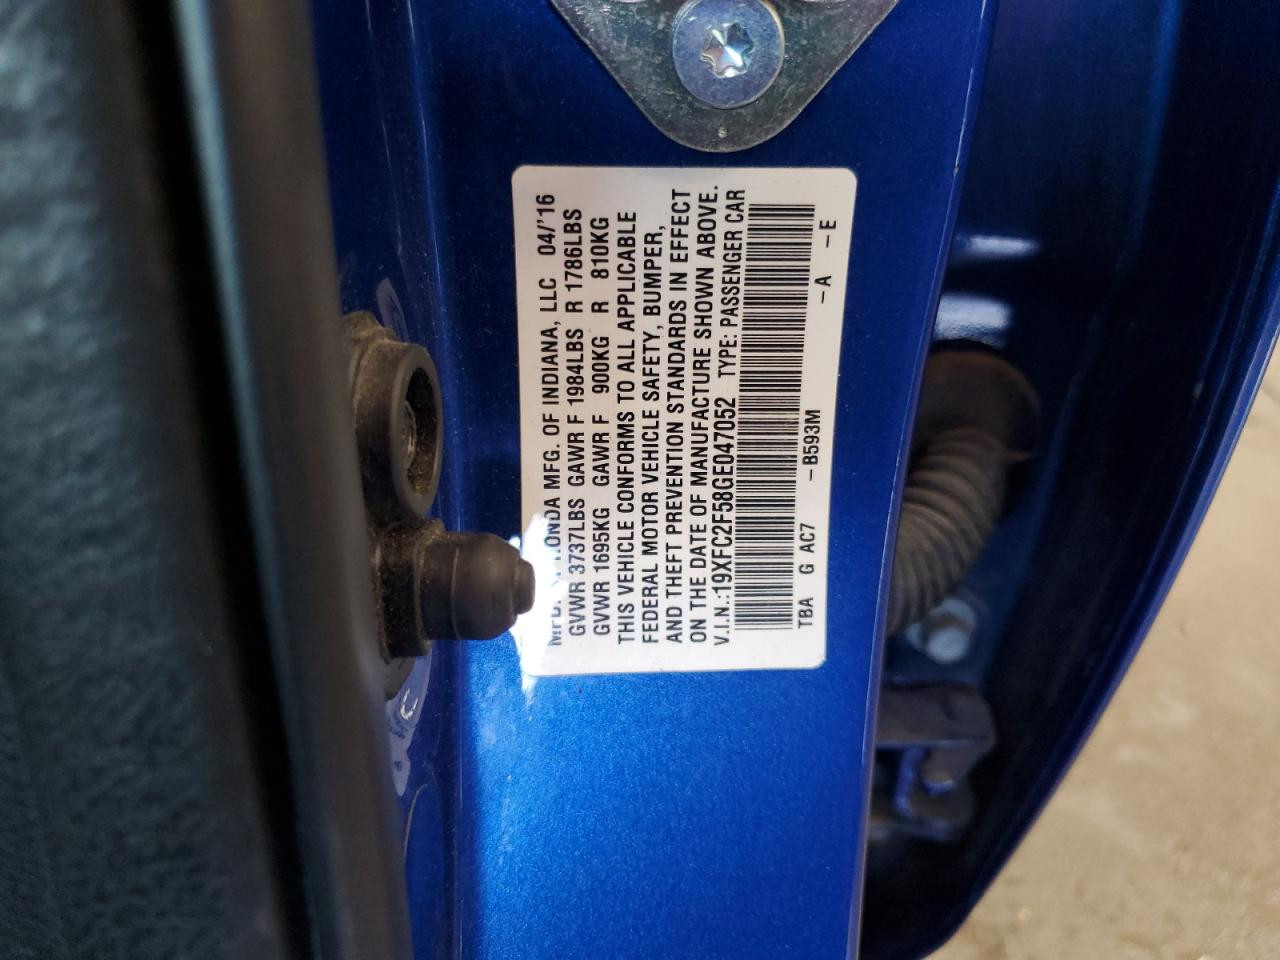 HONDA MFG. OF INDIANA, LLC 04/'16
GVWR 3737LBS GAWR F 1984LBS R 1786LBS
GVWR 1695KG GAWR F 900KG R 810KG
THIS VEHICLE CONFORMS TO ALL APPLICABLE
FEDERAL MOTOR VEHICLE SAFETY, BUMPER,
AND THEFT PREVENTION STANDARDS IN EFFECT
ON THE DATE OF MANUFACTURE SHOWN ABOVE.
V.I.N.:19XFC2F58GE047052 TYPE: PASSENGER CAR
TBA G AC7 –B593M –A –E